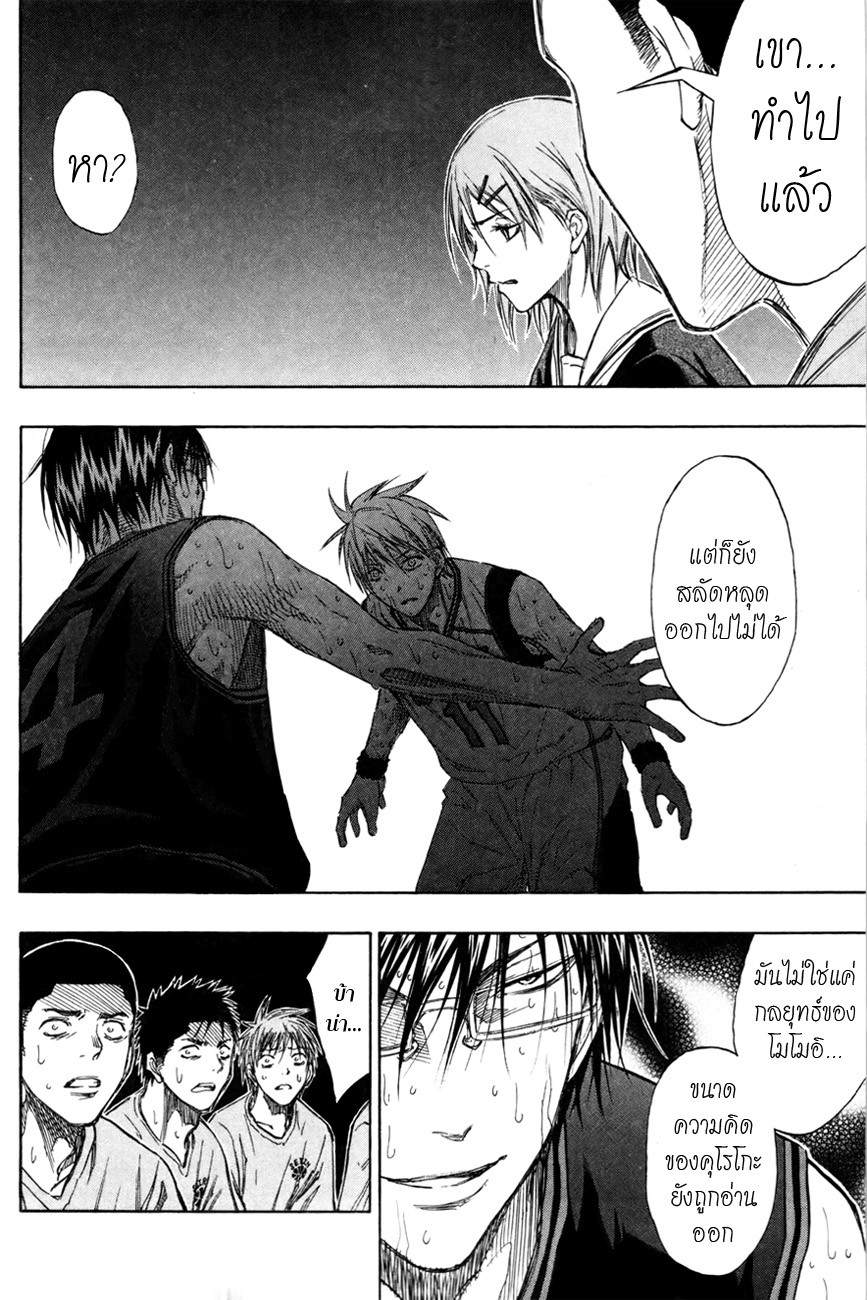 เขา...
ทำไป
แล้ว
หา?
แต่ก็ยัง
สลัดหลุด
ออกไปไม่ได้
4
11
มันไม่ใช่แค่
กลยุทธ์ของ
โมโมอิ...
ขนาด
ความคิด
ของคุโรโกะ
ยังถูกอ่าน
ออก
บ้า
น่า...